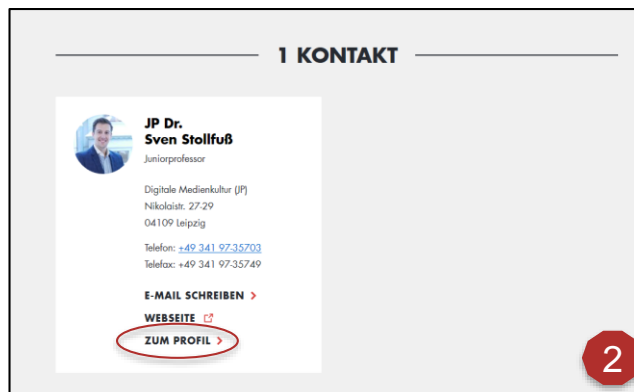 1 KONTAKT
JP Dr.
Sven Stollfuß
Juniorprofessor
Digitale Medienkultur (JP)
Nikolaistr. 27-29
04109 Leipzig
Telefon: +49 341 97-35703
Telefax: +49 341 97-35749
E-MAIL SCHREIBEN
WEBSEITE
ZUM PROFIL
2